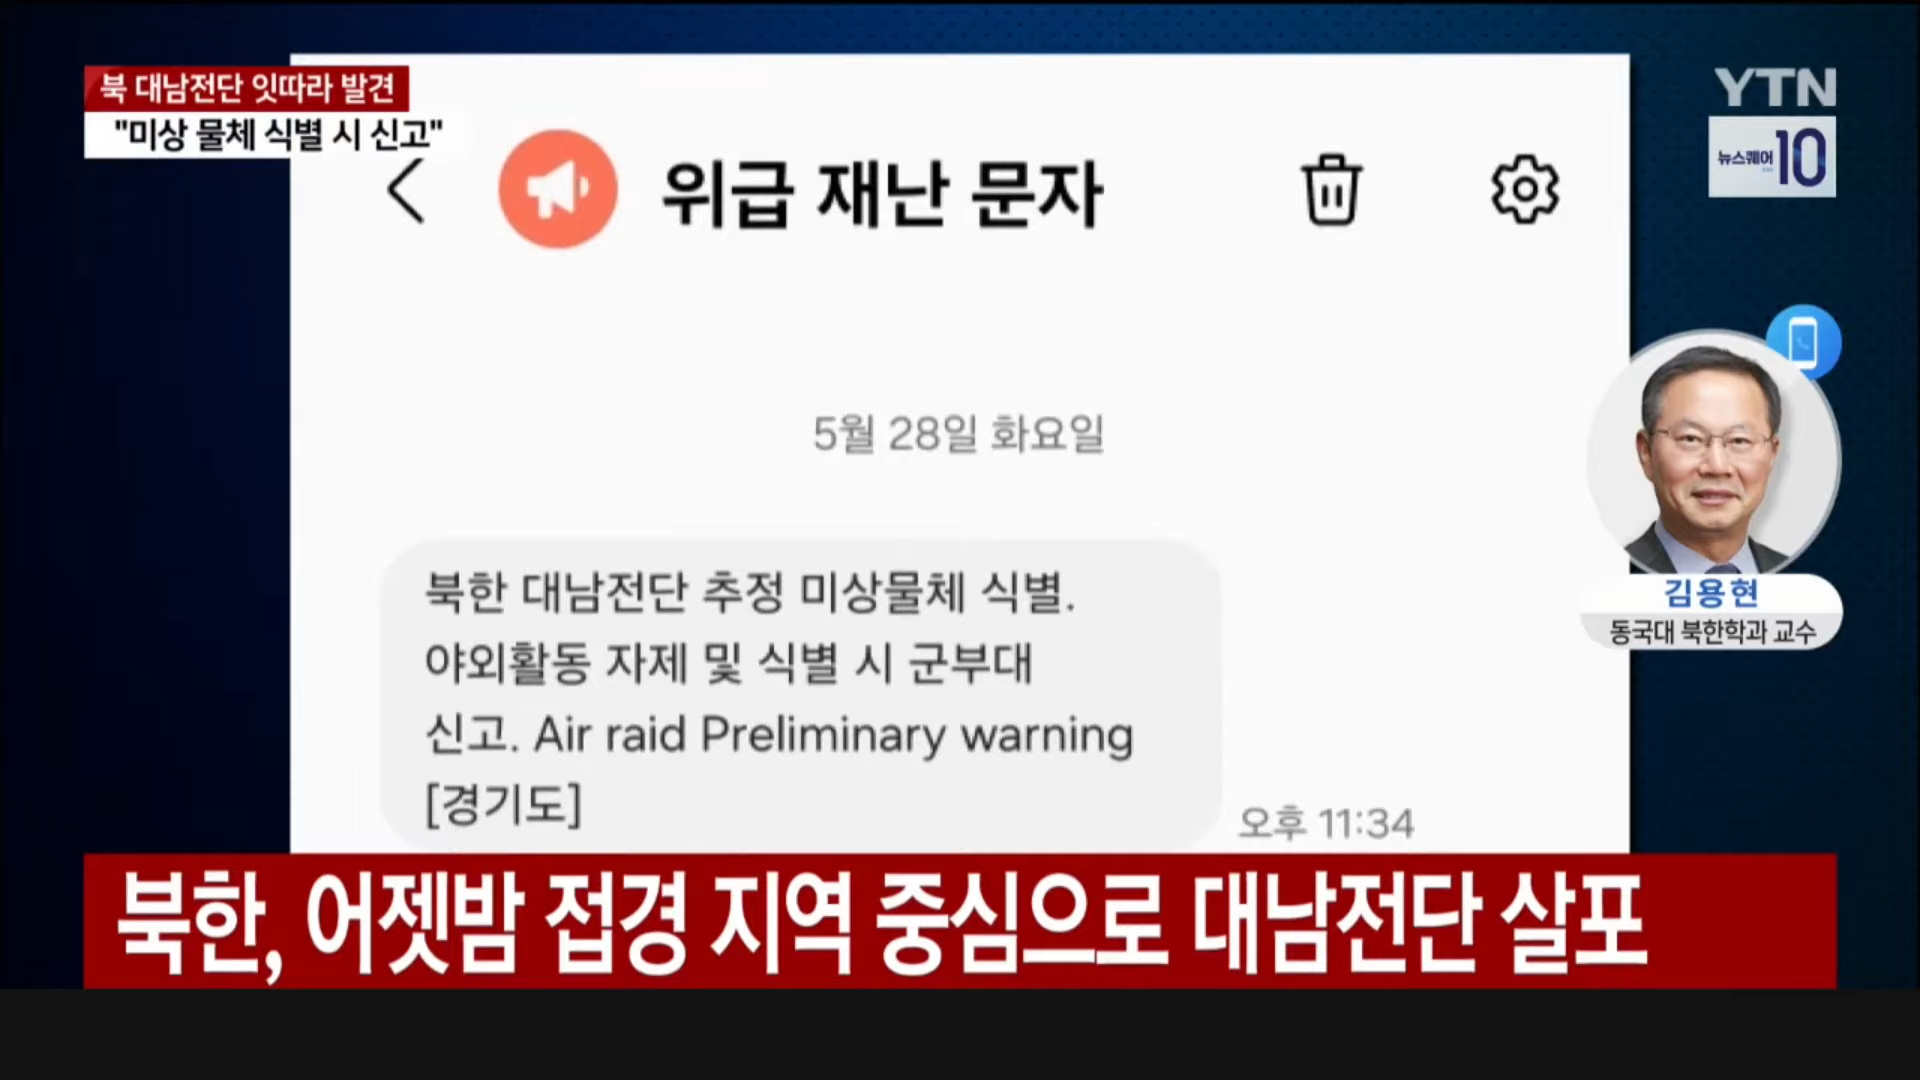 북 대남전단 잇따라 발견
"미상 물체 식별 시 신고"
YTN
뉴스퀘어 10
위급 재난 문자
5월 28일 화요일
북한 대남전단 추정 미상물체 식별.
야외활동 자제 및 식별 시 군부대
신고. Air raid Preliminary warning
[경기도]
오후 11:34
김용현
동국대 북한학과 교수
북한, 어젯밤 접경 지역 중심으로 대남전단 살포